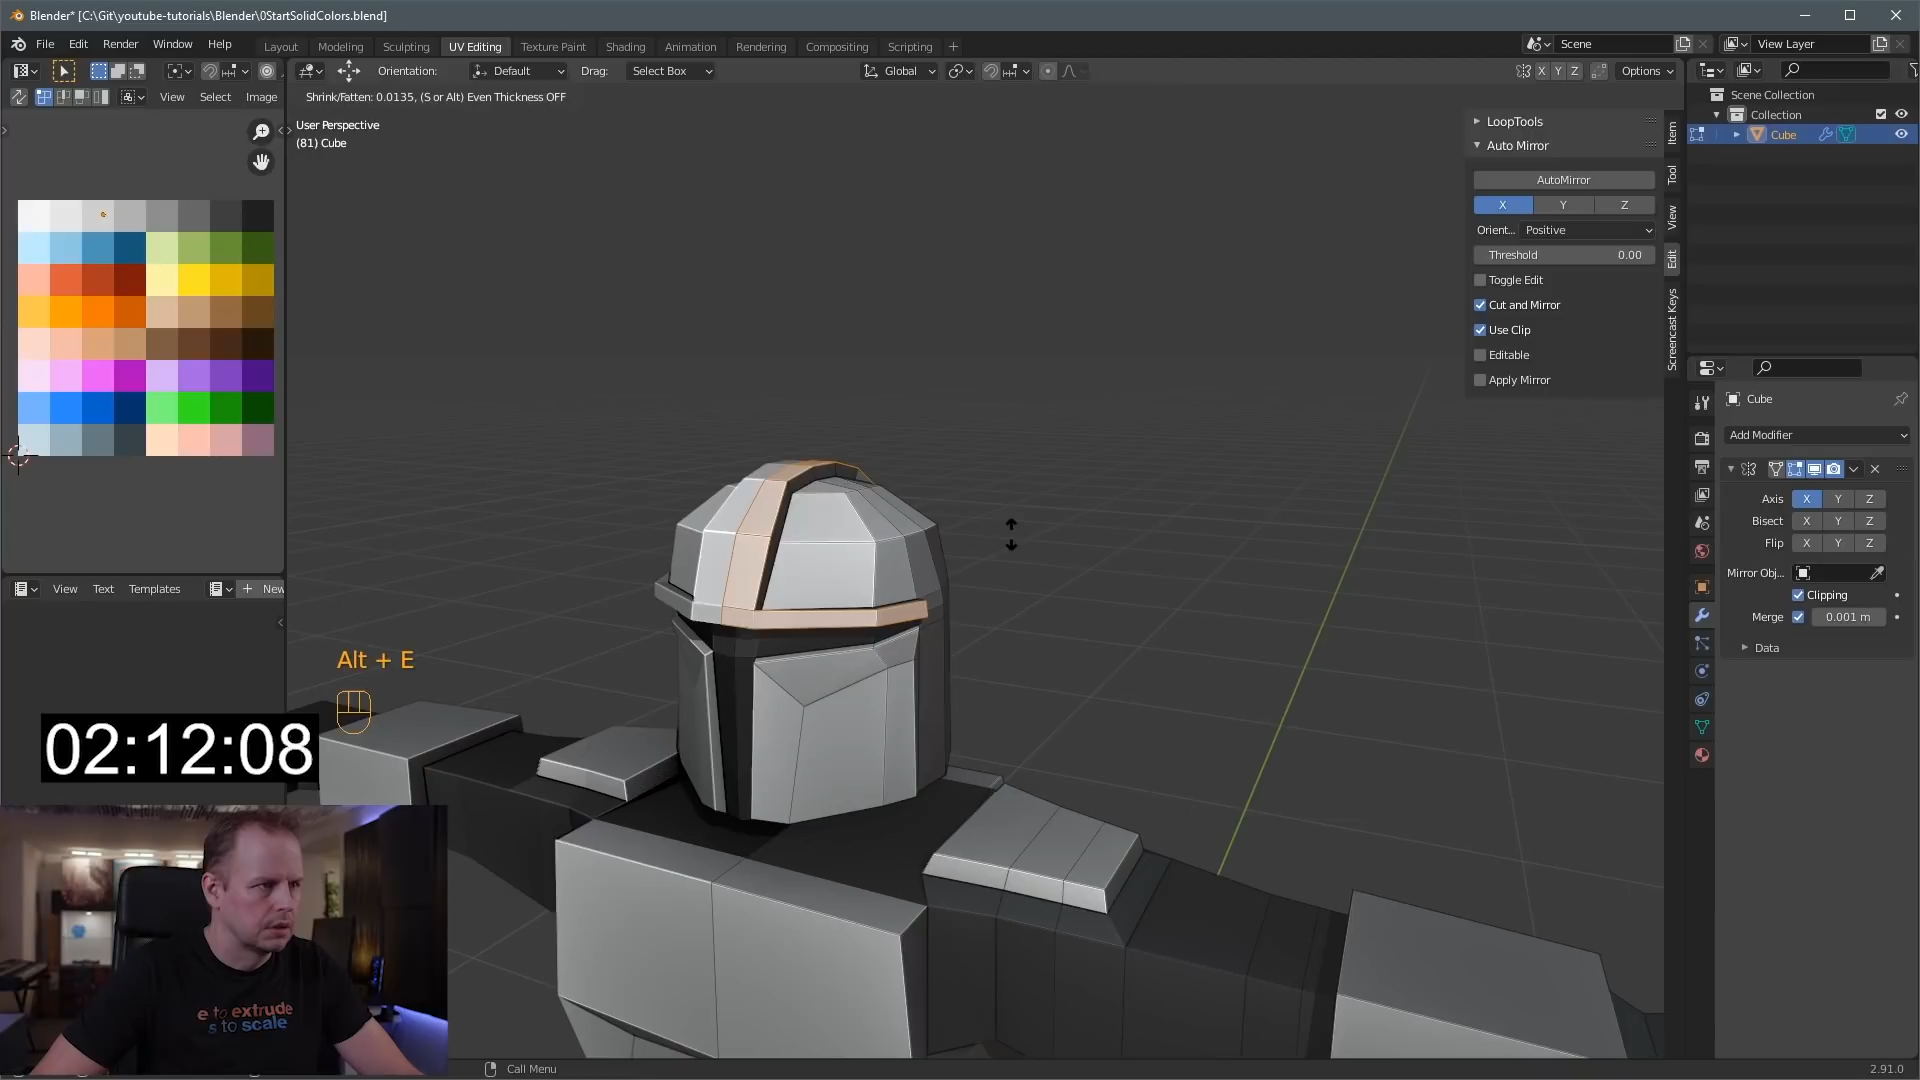 Blender* [C:\Git\youtube-tutorials\Blender\0StartSolidColors.blend]
File Edit Render Window Help
Layout Modeling Sculpting UV Editing Texture Paint Shading Animation Rendering Compositing Scripting +
Scene
View Layer
Orientation: Default Drag: Select Box
Global
X Y Z Options
View Select Image
Shrink/Fatten: 0.0135, (S or Alt) Even Thickness OFF
User Perspective
(81) Cube
LoopTools
Auto Mirror
AutoMirror
X Y Z
Orient... Positive
Threshold 0.00
Toggle Edit
Cut and Mirror
Use Clip
Editable
Apply Mirror
Item
Tool
View
Edit
Screencast Keys
Scene Collection
Collection
Cube
Cube
Add Modifier
Axis X Y Z
Bisect X Y Z
Flip X Y Z
Mirror Obj...
Clipping
Merge 0.001 m
Data
View Text Templates + New
Alt + E
02:12:08
e to extrude
s to scale
Call Menu
2.91.0